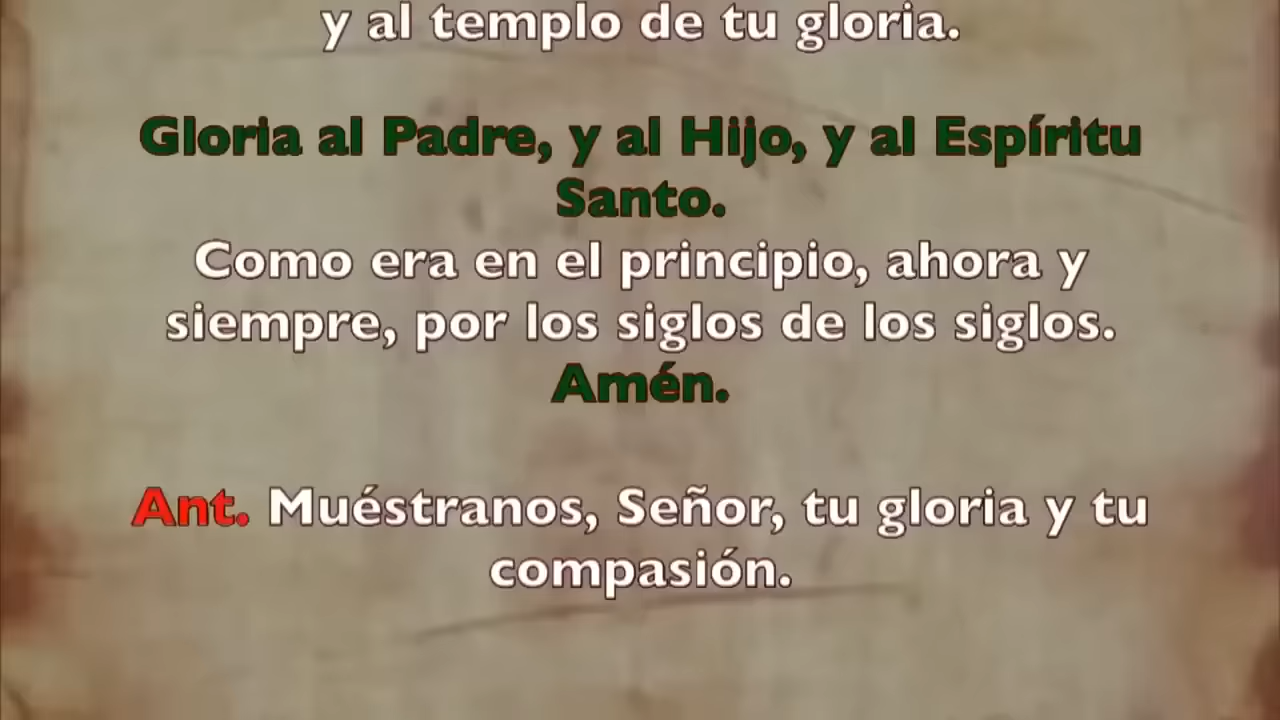 y al templo de tu gloria.
Gloria al Padre, y al Hijo, y al Espíritu
Santo.
Como era en el principio, ahora y
siempre, por los siglos de los siglos.
Amén.
Ant. Muéstranos, Señor, tu gloria y tu
compasión.